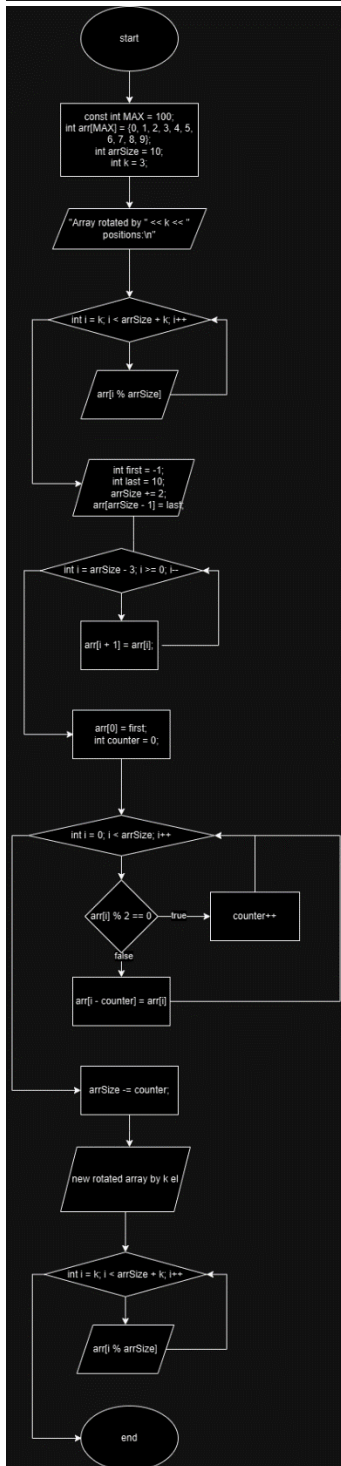 start
const int MAX = 100;
int arr[MAX] = {0, 1, 2, 3, 4, 5,
6, 7, 8, 9};
int arrSize = 10;
int k = 3;
"Array rotated by " << k << "
positions:\n"
int i = k; i < arrSize + k; i++
arr[i % arrSize]
int first = -1;
int last = 10;
arrSize += 2;
arr[arrSize - 1] = last;
int i = arrSize - 3; i >= 0; i--
arr[i + 1] = arr[i];
arr[0] = first;
int counter = 0;
int i = 0; i < arrSize; i++
arr[i] % 2 == 0
true
counter++
false
arr[i - counter] = arr[i]
arrSize -= counter;
new rotated array by k el
int i = k; i < arrSize + k; i++
arr[i % arrSize]
end